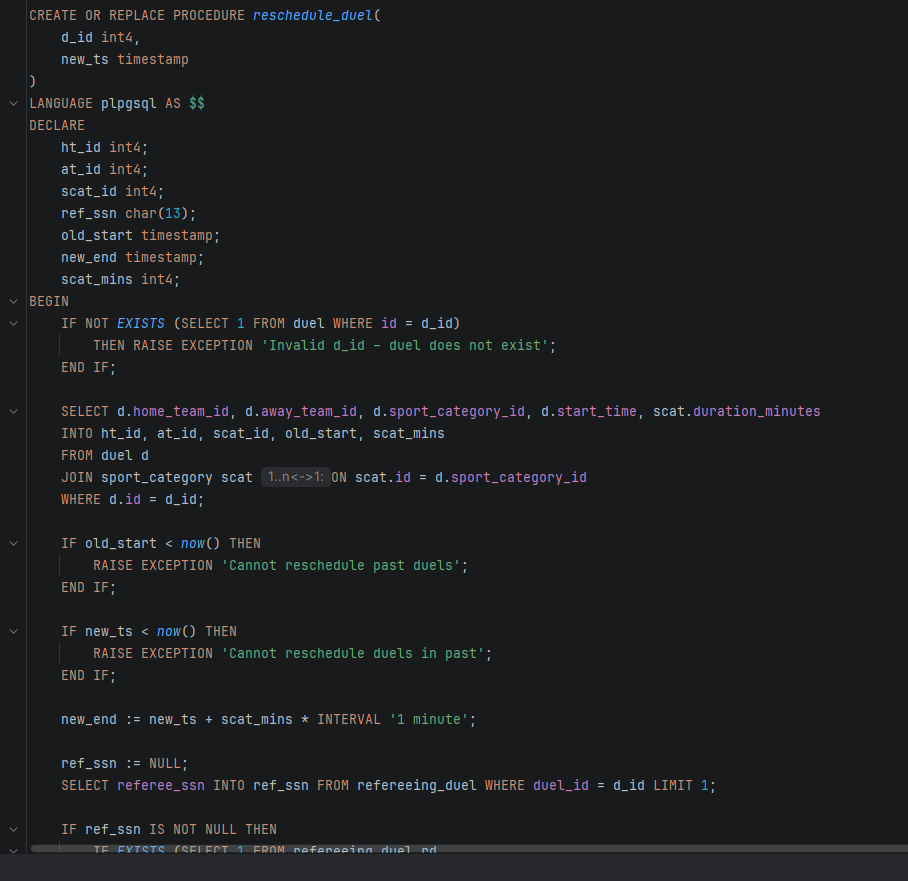 CREATE OR REPLACE PROCEDURE reschedule_duel(
    d_id int4,
    new_ts timestamp
)
LANGUAGE plpgsql AS $$
DECLARE
    ht_id int4;
    at_id int4;
    scat_id int4;
    ref_ssn char(13);
    old_start timestamp;
    new_end timestamp;
    scat_mins int4;
BEGIN
    IF NOT EXISTS (SELECT 1 FROM duel WHERE id = d_id)
        THEN RAISE EXCEPTION 'Invalid d_id - duel does not exist';
    END IF;

    SELECT d.home_team_id, d.away_team_id, d.sport_category_id, d.start_time, scat.duration_minutes
    INTO ht_id, at_id, scat_id, old_start, scat_mins
    FROM duel d
    JOIN sport_category scat 1..n<->1: ON scat.id = d.sport_category_id
    WHERE d.id = d_id;

    IF old_start < now() THEN
        RAISE EXCEPTION 'Cannot reschedule past duels';
    END IF;

    IF new_ts < now() THEN
        RAISE EXCEPTION 'Cannot reschedule duels in past';
    END IF;

    new_end := new_ts + scat_mins * INTERVAL '1 minute';

    ref_ssn := NULL;
    SELECT referee_ssn INTO ref_ssn FROM refereeing_duel WHERE duel_id = d_id LIMIT 1;

    IF ref_ssn IS NOT NULL THEN
        IF EXISTS (SELECT 1 FROM refereeing_duel rd